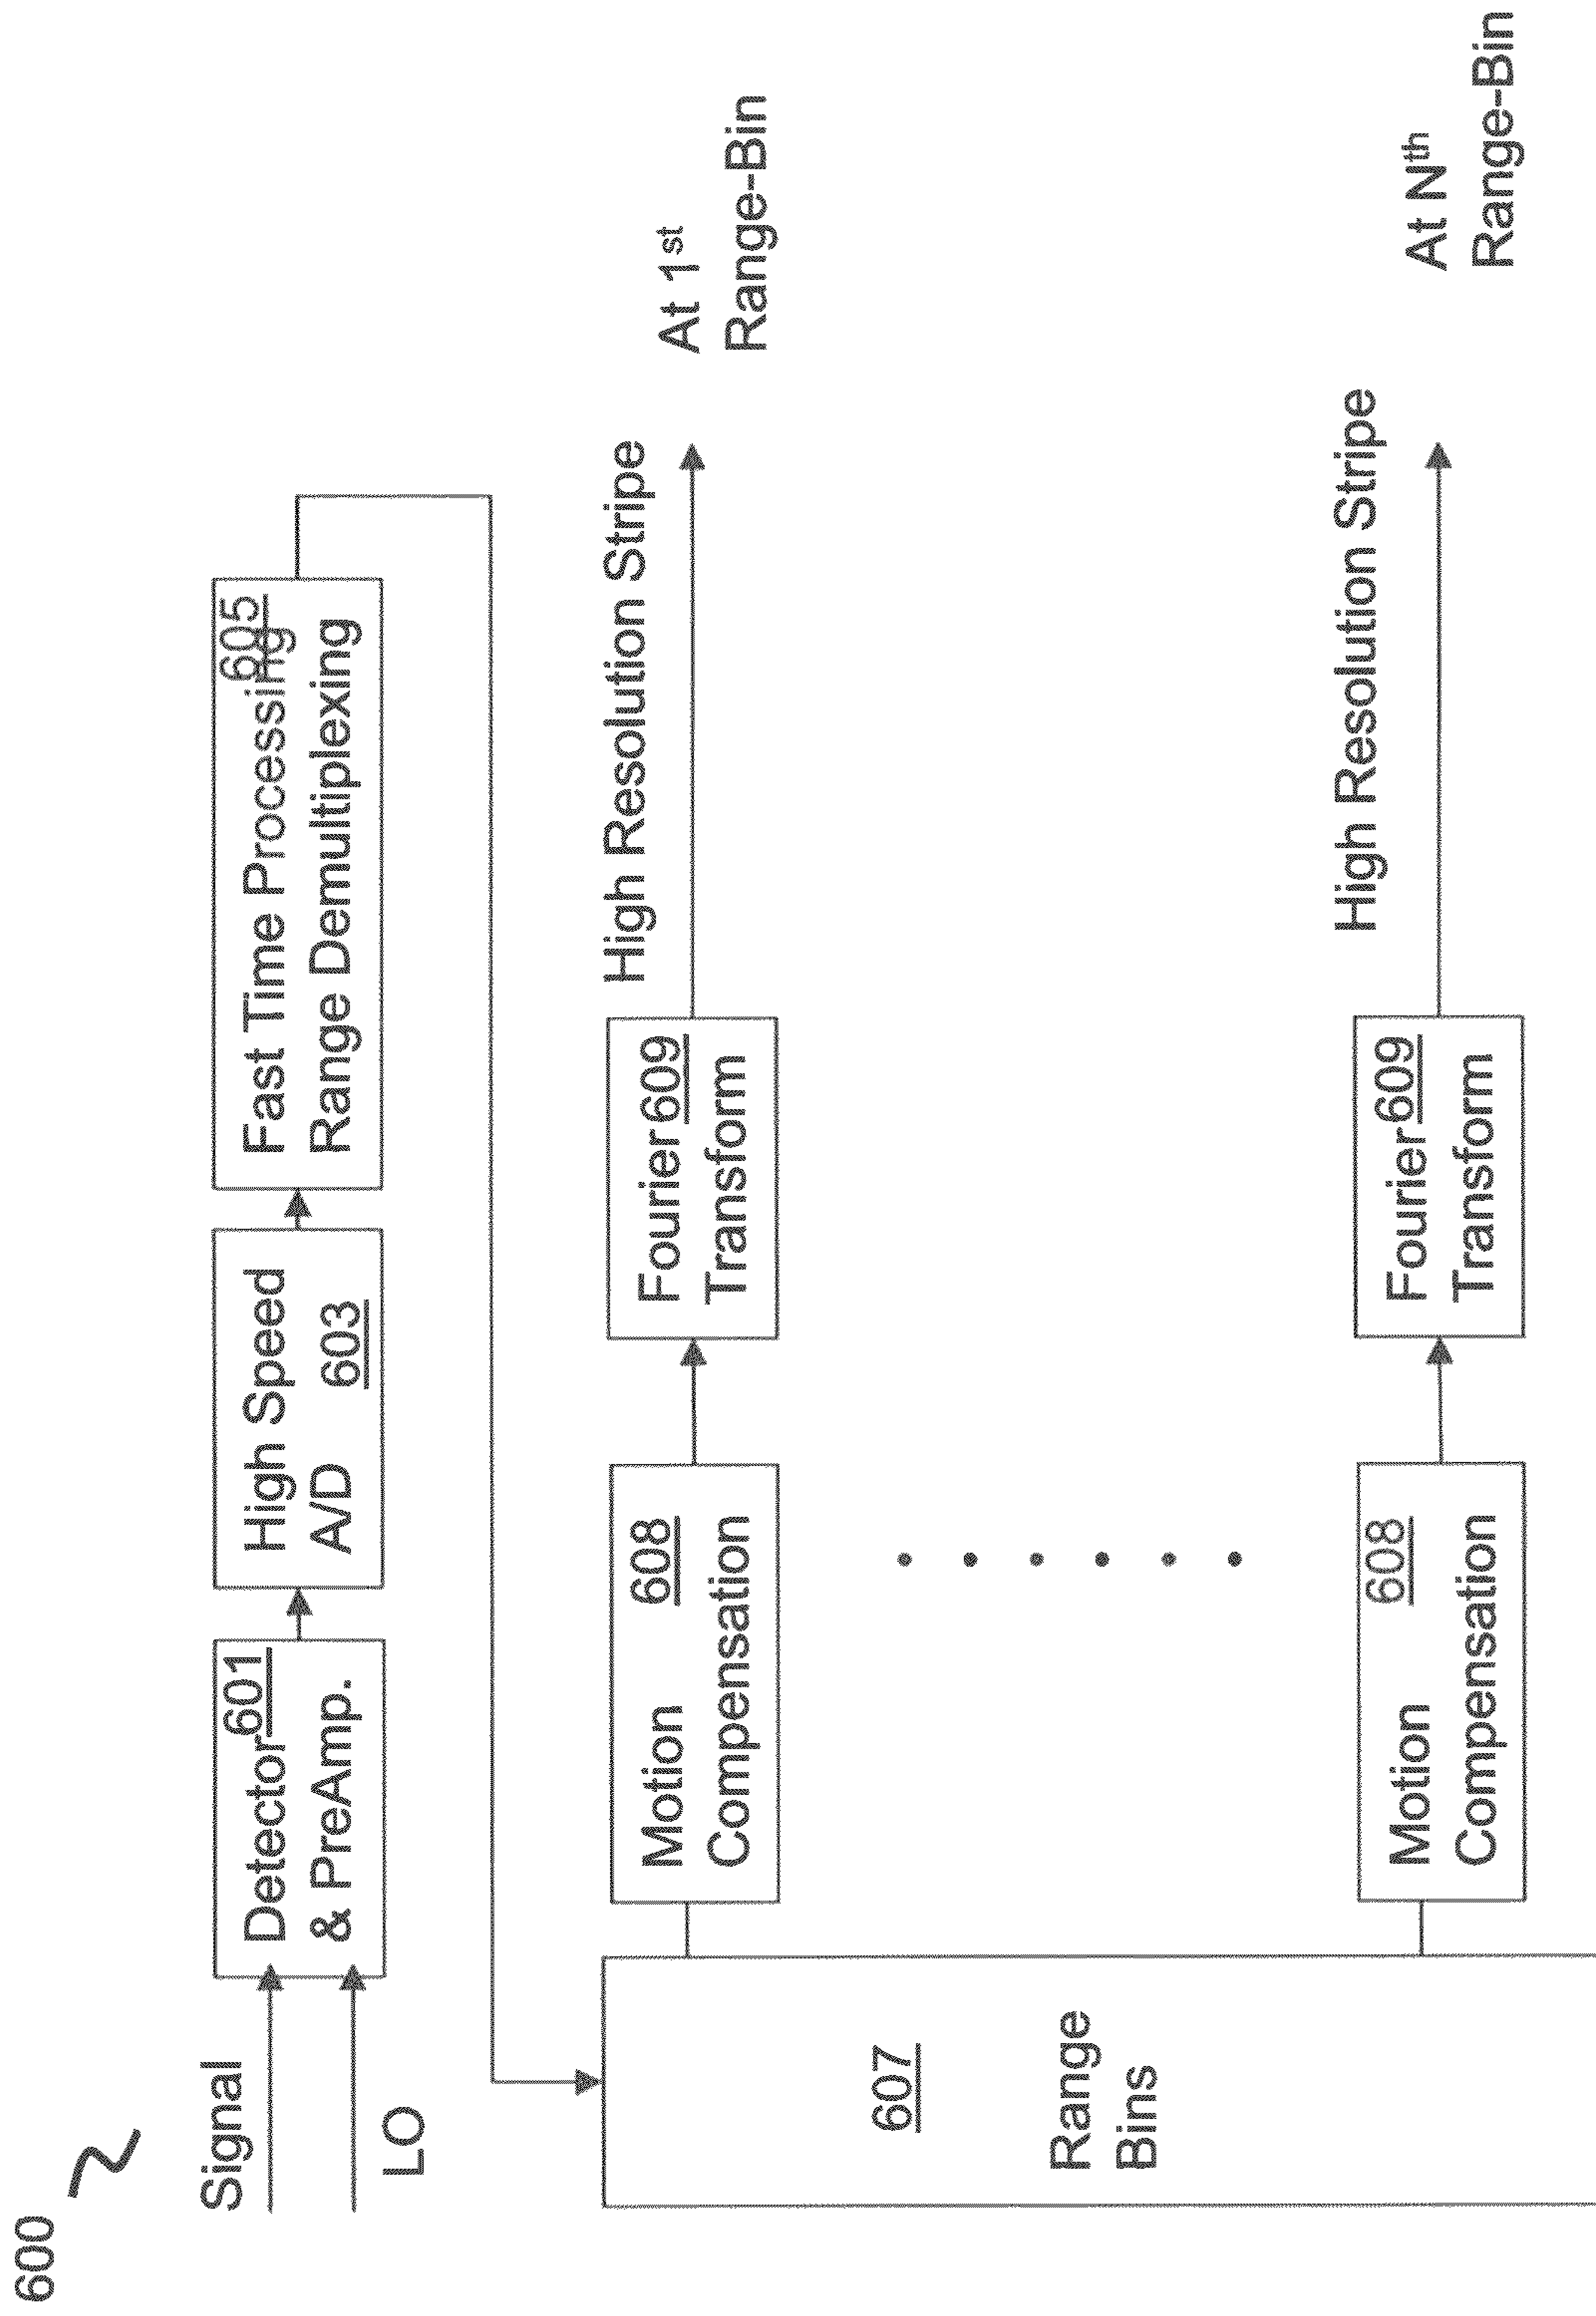 600
Signal
LO
Detector 601
& PreAmp.
High Speed
A/D 603
605
Fast Time Processing
Range Demultiplexing
607
Range
Bins
Motion 608
Compensation
Fourier 609
Transform
High Resolution Stripe
At 1st
Range-Bin
Motion 608
Compensation
Fourier 609
Transform
High Resolution Stripe
At Nth
Range-Bin